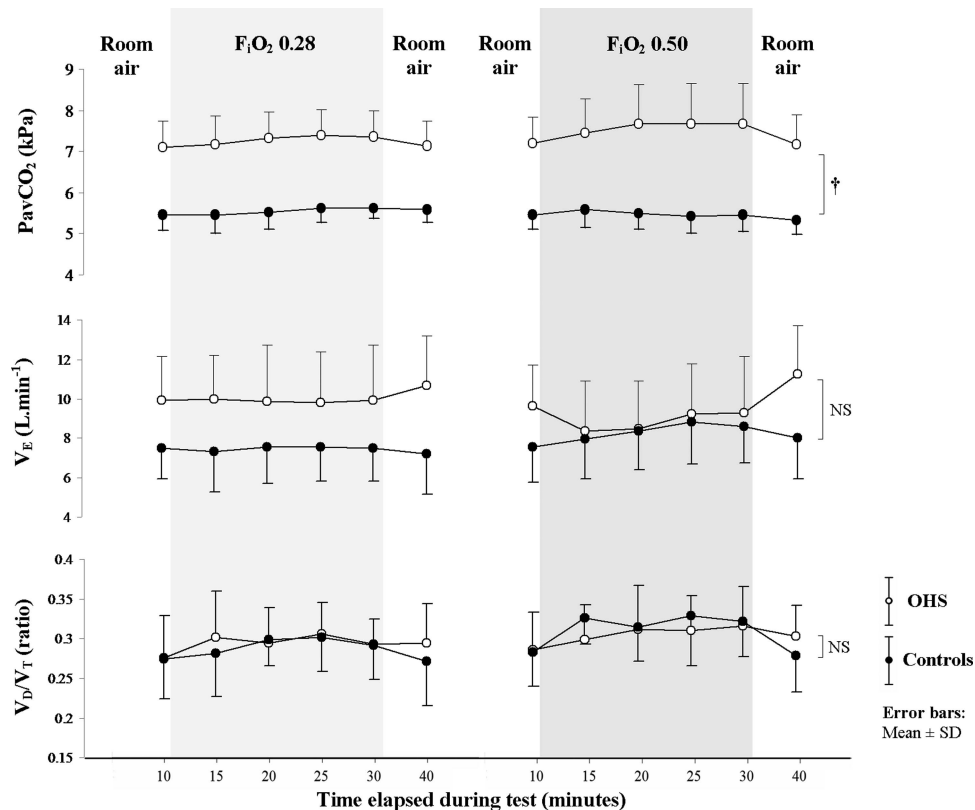 Room
air
FᵢO₂ 0.28
Room
air
Room
air
FᵢO₂ 0.50
Room
air
PavCO₂ (kPa)
9
8
7
6
5
4
†
V_E (L.min⁻¹)
14
12
10
8
6
4
NS
V_D/V_T (ratio)
0.4
0.35
0.3
0.25
0.2
0.15
NS
OHS
Controls
Error bars:
Mean ± SD
10 15 20 25 30 40 10 15 20 25 30 40
Time elapsed during test (minutes)